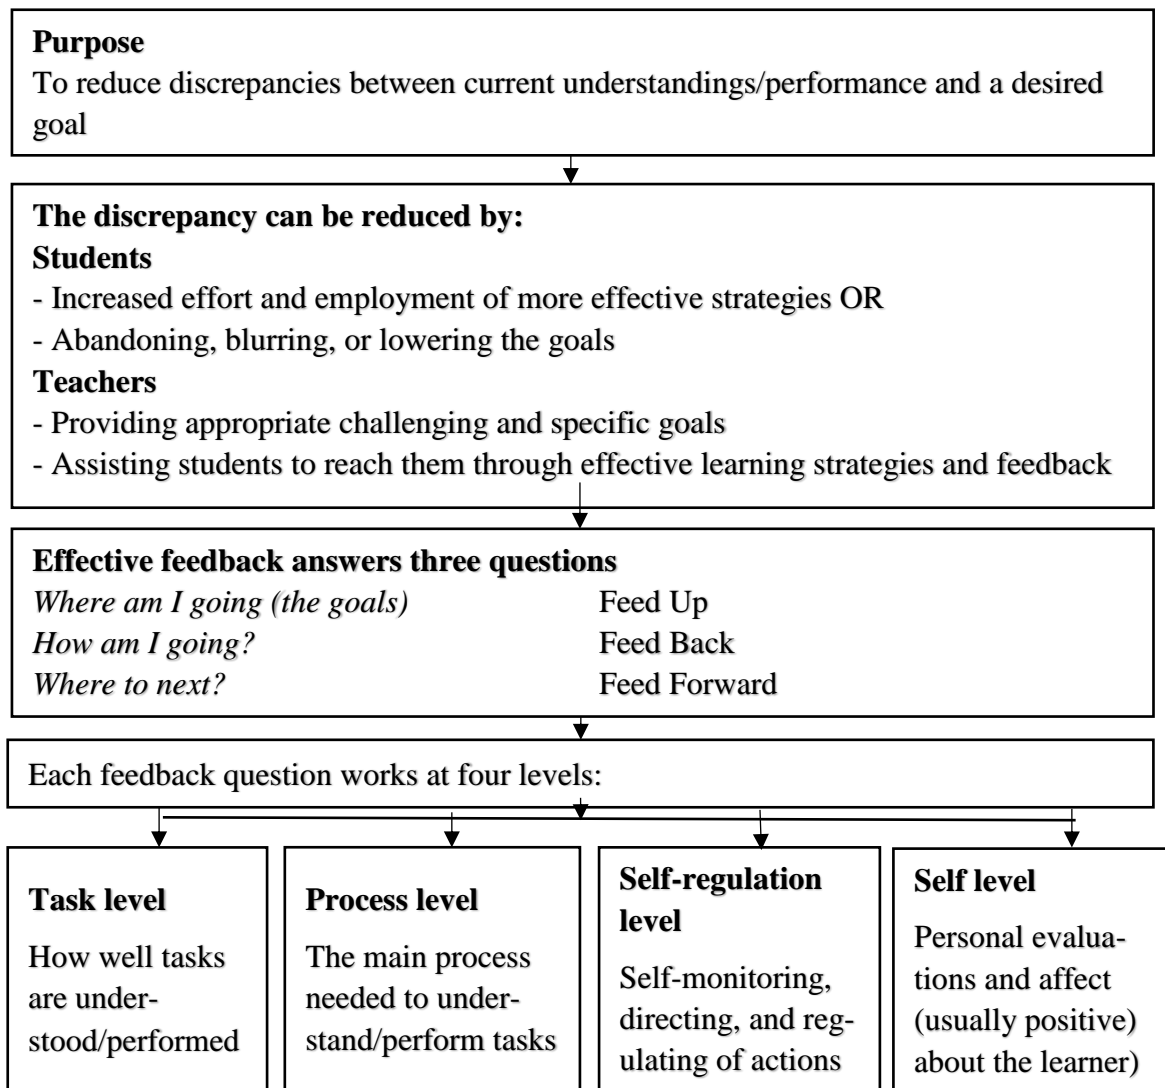 Purpose
To reduce discrepancies between current understandings/performance and a desired
goal
The discrepancy can be reduced by:
Students
- Increased effort and employment of more effective strategies OR
- Abandoning, blurring, or lowering the goals
Teachers
- Providing appropriate challenging and specific goals
- Assisting students to reach them through effective learning strategies and feedback
Effective feedback answers three questions
Where am I going (the goals) Feed Up
How am I going? Feed Back
Where to next? Feed Forward
Each feedback question works at four levels:
Task level
How well tasks
are under-
stood/performed
Process level
The main process
needed to under-
stand/perform tasks
Self-regulation
level
Self-monitoring,
directing, and reg-
ulating of actions
Self level
Personal evalua-
tions and affect
(usually positive)
about the learner)